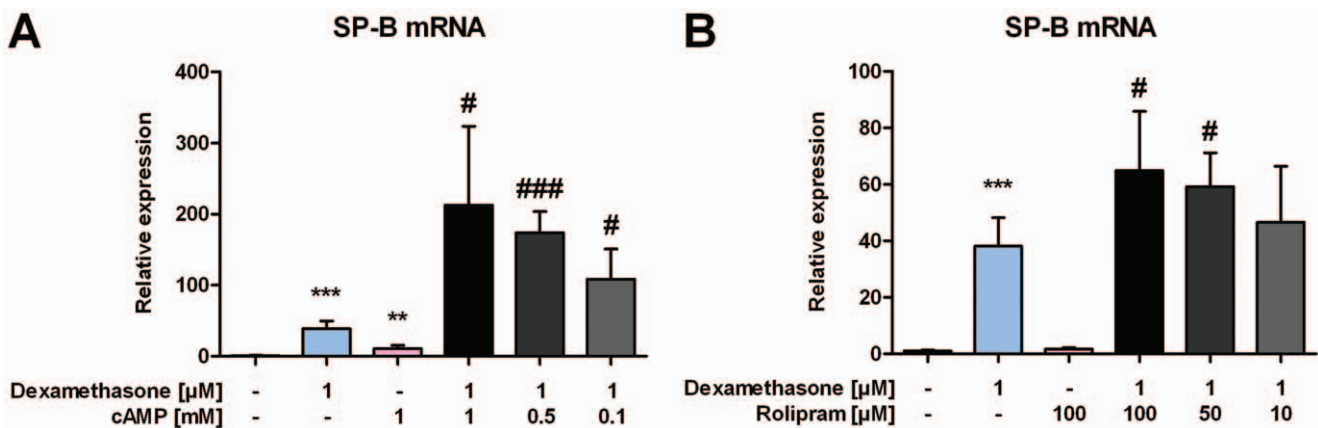 A
SP-B mRNA
Relative expression
400
300
200
100
0
***
**
#
###
#
Dexamethasone [µM] - 1 - 1 1 1
cAMP [mM] - - 1 1 0.5 0.1
B
SP-B mRNA
Relative expression
100
80
60
40
20
0
***
#
#
Dexamethasone [µM] - 1 - 1 1 1
Rolipram [µM] - - 100 100 50 10